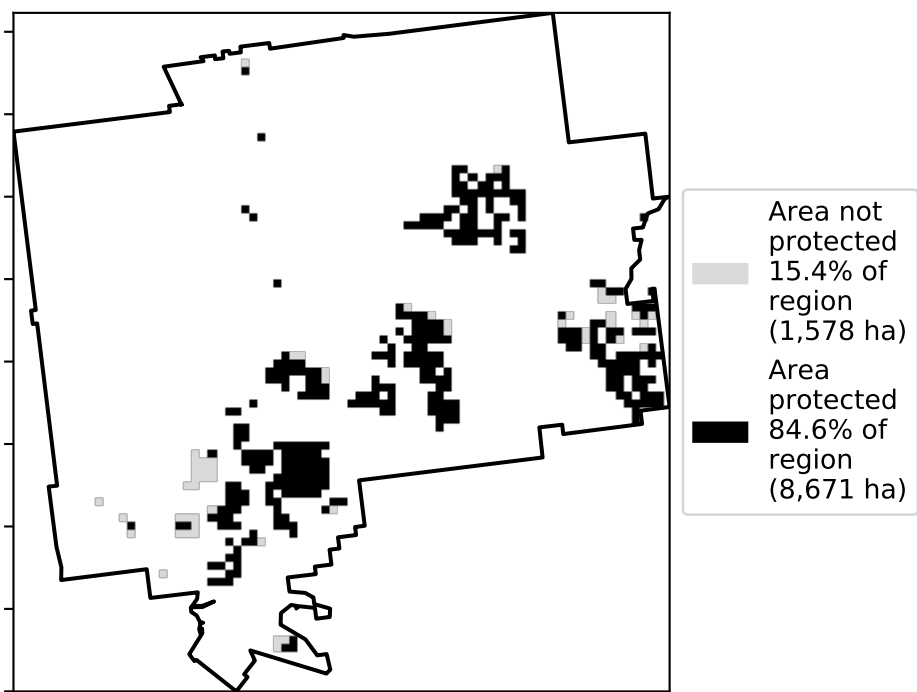 Area not
protected
15.4% of
region
(1,578 ha)
Area
protected
84.6% of
region
(8,671 ha)